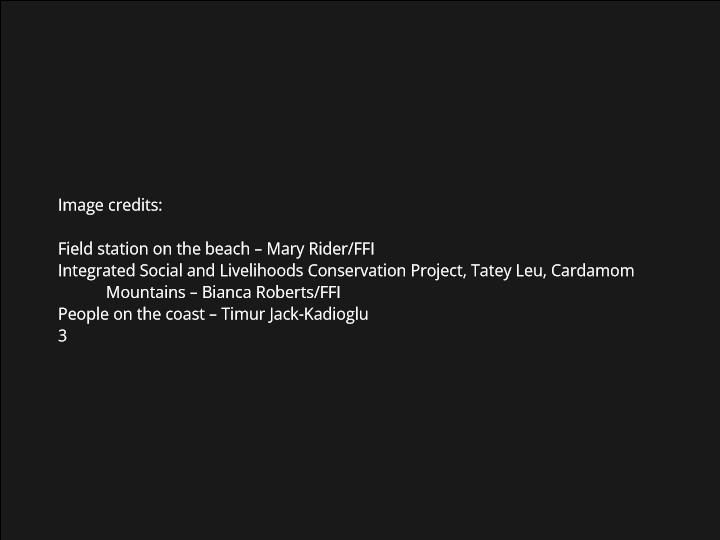 Image credits:
Field station on the beach – Mary Rider/FFI
Integrated Social and Livelihoods Conservation Project, Tatey Leu, Cardamom
Mountains – Bianca Roberts/FFI
People on the coast – Timur Jack-Kadioglu
3